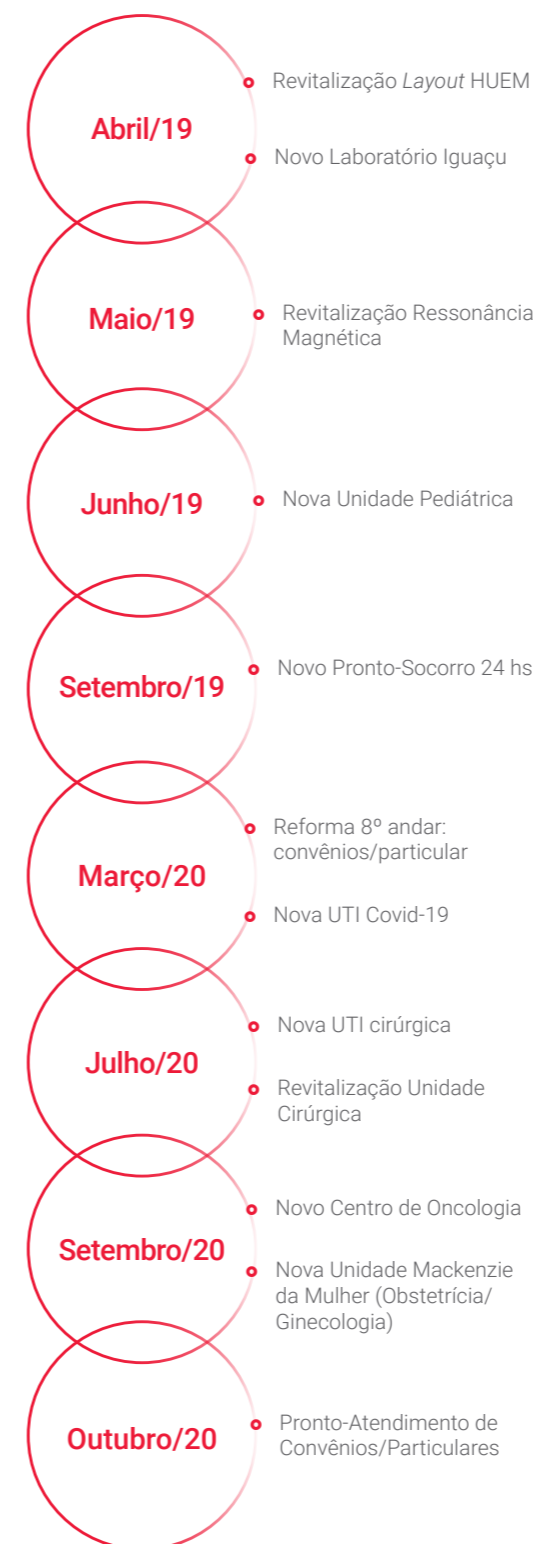 Abril/19
Revitalização Layout HUEM
Novo Laboratório Iguaçu
Maio/19
Revitalização Ressonância
Magnética
Junho/19
Nova Unidade Pediátrica
Setembro/19
Novo Pronto-Socorro 24 hs
Março/20
Reforma 8º andar:
convênios/particular
Nova UTI Covid-19
Julho/20
Nova UTI cirúrgica
Revitalização Unidade
Cirúrgica
Setembro/20
Novo Centro de Oncologia
Nova Unidade Mackenzie
da Mulher (Obstetrícia/
Ginecologia)
Outubro/20
Pronto-Atendimento de
Convênios/Particulares